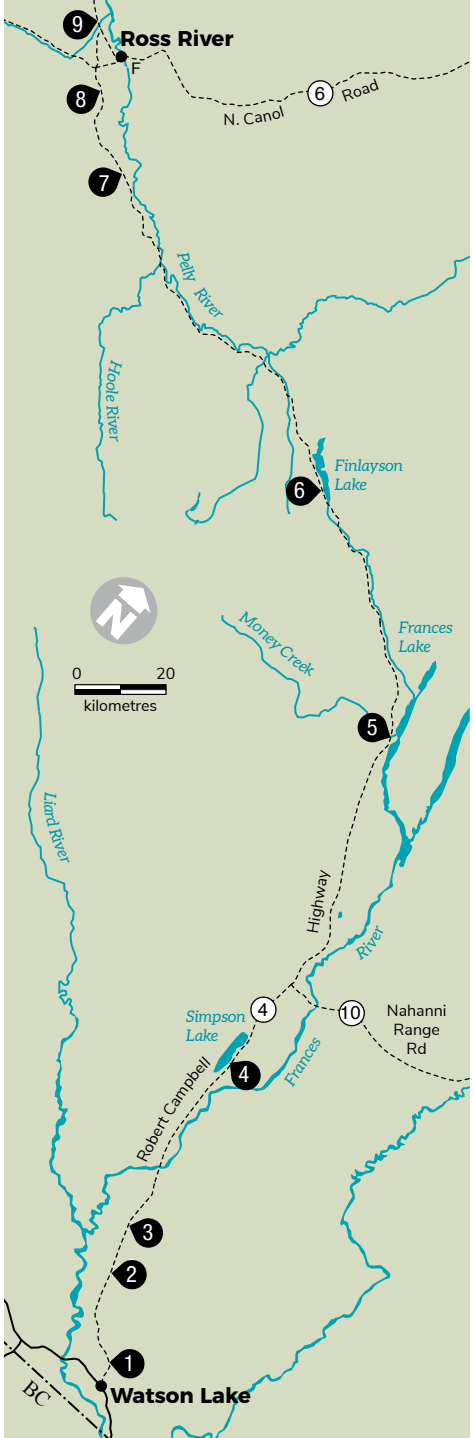 9
Ross River
F
8
6
Road
N. Canol
7
Pelly River
Hoole River
Finlayson
Lake
6
N
Money Creek
Frances
Lake
0 20
kilometres
5
Liard River
Highway
River
4
10
Nahanni
Range
Rd
Simpson
Lake
Frances
4
Robert Campbell
3
2
1
Watson Lake
BC